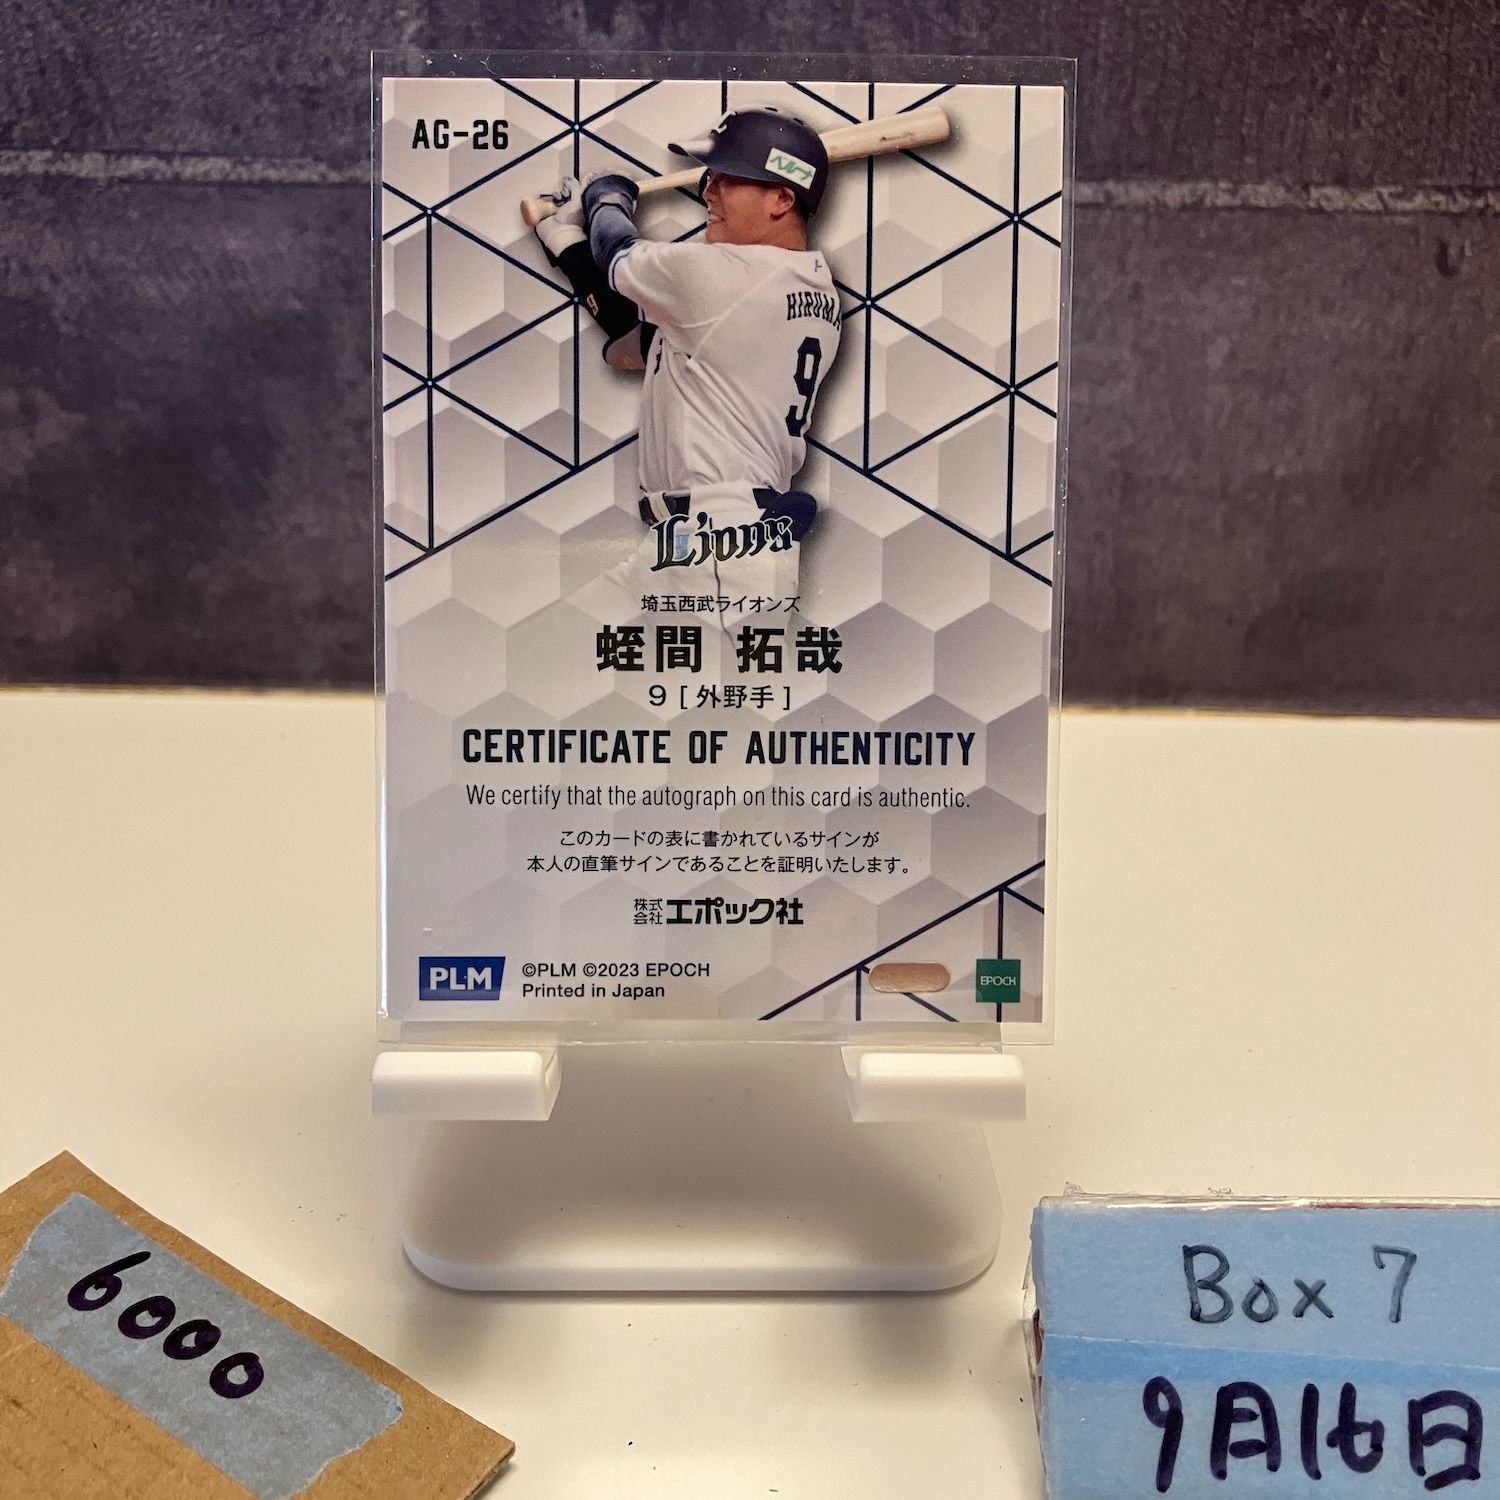 AG-26
ベルーナ
HIRUMA
9
9
Lions
埼玉西武ライオンズ
蛭間 拓哉
9 [ 外野手 ]
CERTIFICATE OF AUTHENTICITY
We certify that the autograph on this card is authentic.
このカードの表に書かれているサインが
本人の直筆サインであることを証明いたします。
株式会社エポック社
PLM
©PLM ©2023 EPOCH
Printed in Japan
EPOCH
6000
Box 7
9月16日